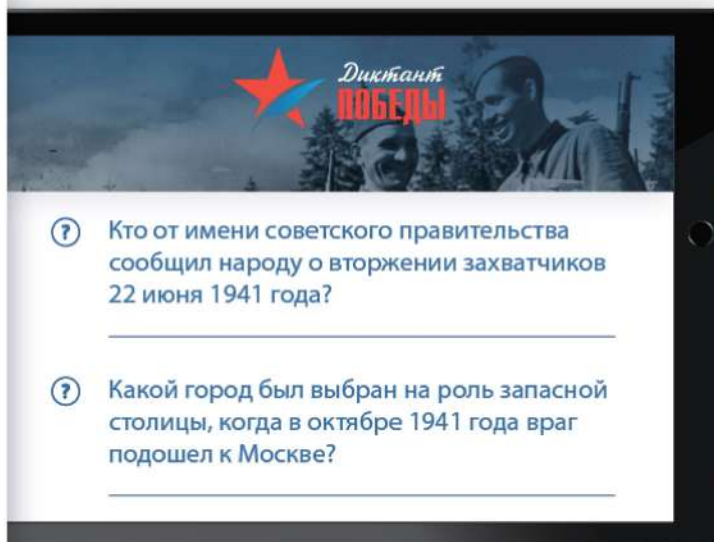 Диктант
ПОБЕДЫ
? Кто от имени советского правительства
сообщил народу о вторжении захватчиков
22 июня 1941 года?
? Какой город был выбран на роль запасной
столицы, когда в октябре 1941 года враг
подошел к Москве?